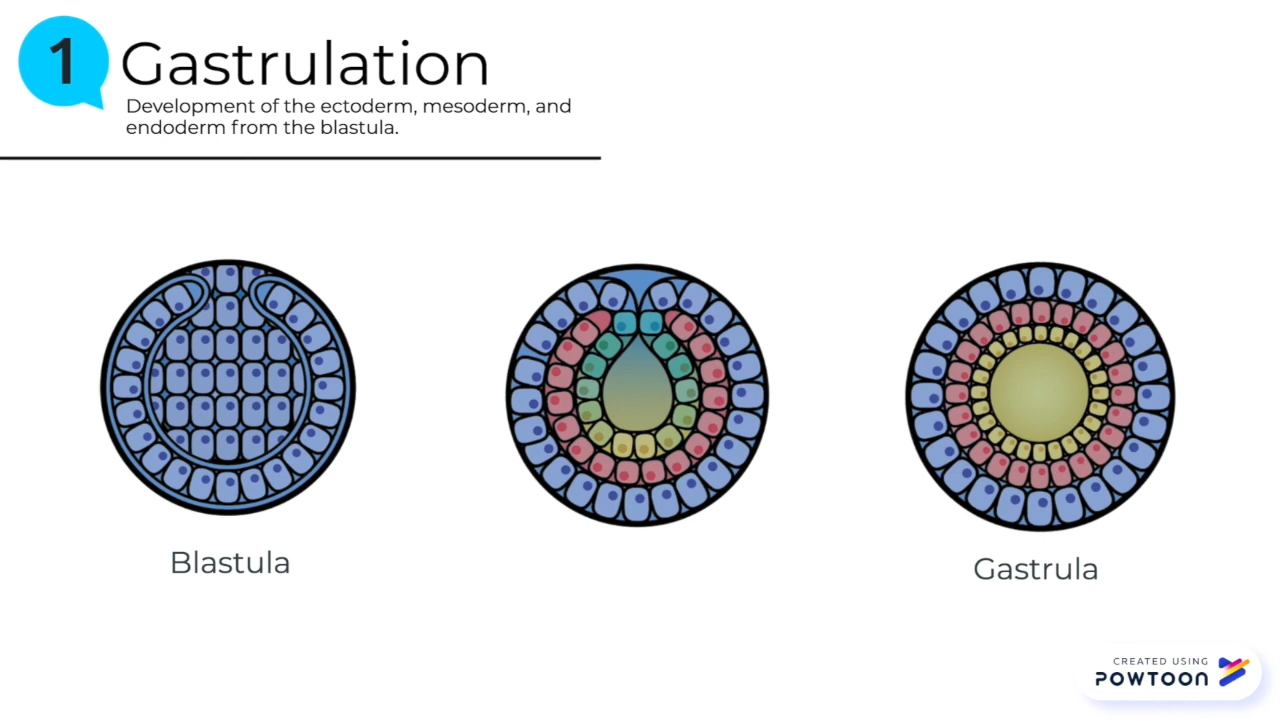 1
Gastrulation
Development of the ectoderm, mesoderm, and
endoderm from the blastula.
Blastula
Gastrula
CREATED USING
POWTOON